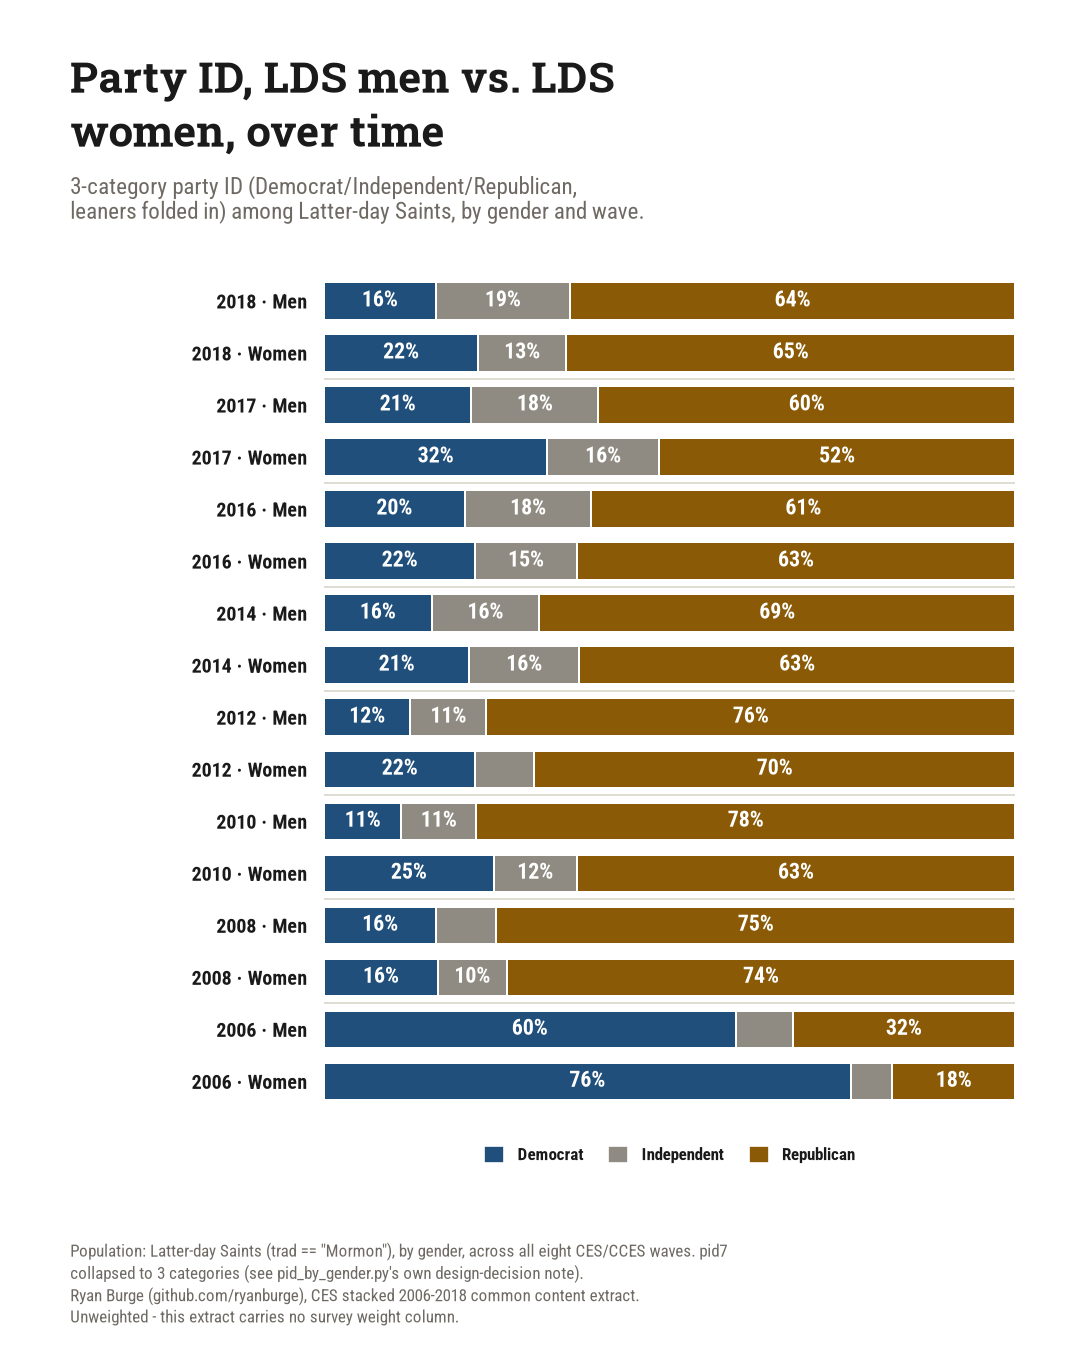 Party ID, LDS men vs. LDS
women, over time
3-category party ID (Democrat/Independent/Republican,
leaners folded in) among Latter-day Saints, by gender and wave.
2018 · Men 16% 19% 64%
2018 · Women 22% 13% 65%
2017 · Men 21% 18% 60%
2017 · Women 32% 16% 52%
2016 · Men 20% 18% 61%
2016 · Women 22% 15% 63%
2014 · Men 16% 16% 69%
2014 · Women 21% 16% 63%
2012 · Men 12% 11% 76%
2012 · Women 22% 70%
2010 · Men 11% 11% 78%
2010 · Women 25% 12% 63%
2008 · Men 16% 75%
2008 · Women 16% 10% 74%
2006 · Men 60% 32%
2006 · Women 76% 18%
Democrat Independent Republican
Population: Latter-day Saints (trad == "Mormon"), by gender, across all eight CES/CCES waves. pid7
collapsed to 3 categories (see pid_by_gender.py's own design-decision note).
Ryan Burge (github.com/ryanburge), CES stacked 2006-2018 common content extract.
Unweighted - this extract carries no survey weight column.